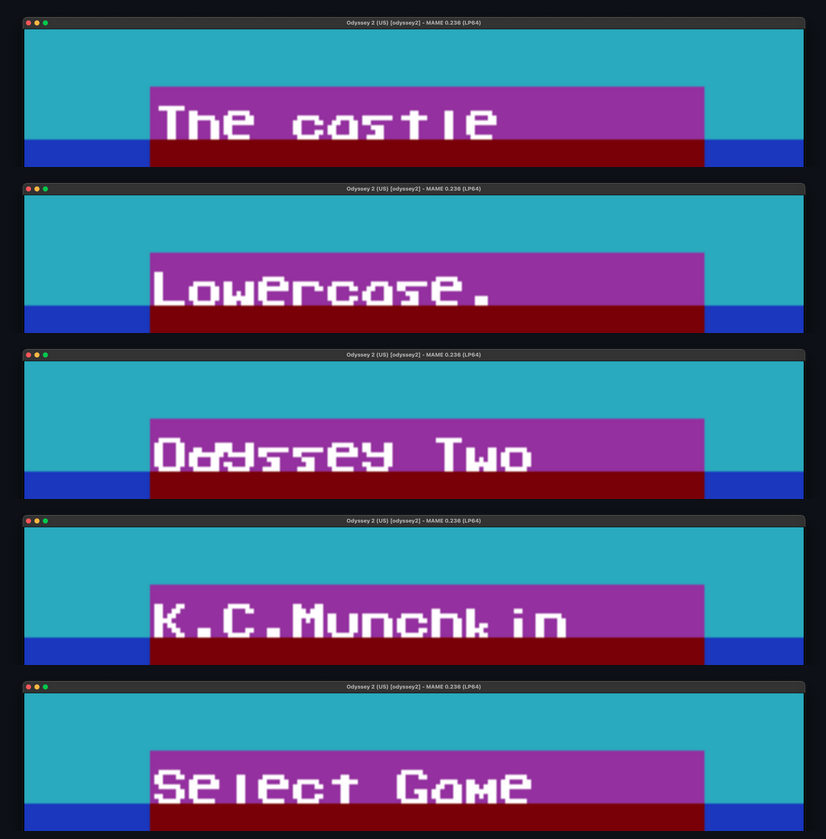 Odyssey 2 (US) [odyssey2] - MAME 0.236 (LP64)
The castle
Odyssey 2 (US) [odyssey2] - MAME 0.236 (LP64)
Lowercase.
Odyssey 2 (US) [odyssey2] - MAME 0.236 (LP64)
Odyssey Two
Odyssey 2 (US) [odyssey2] - MAME 0.236 (LP64)
K.C.Munchkin
Odyssey 2 (US) [odyssey2] - MAME 0.236 (LP64)
Select Game